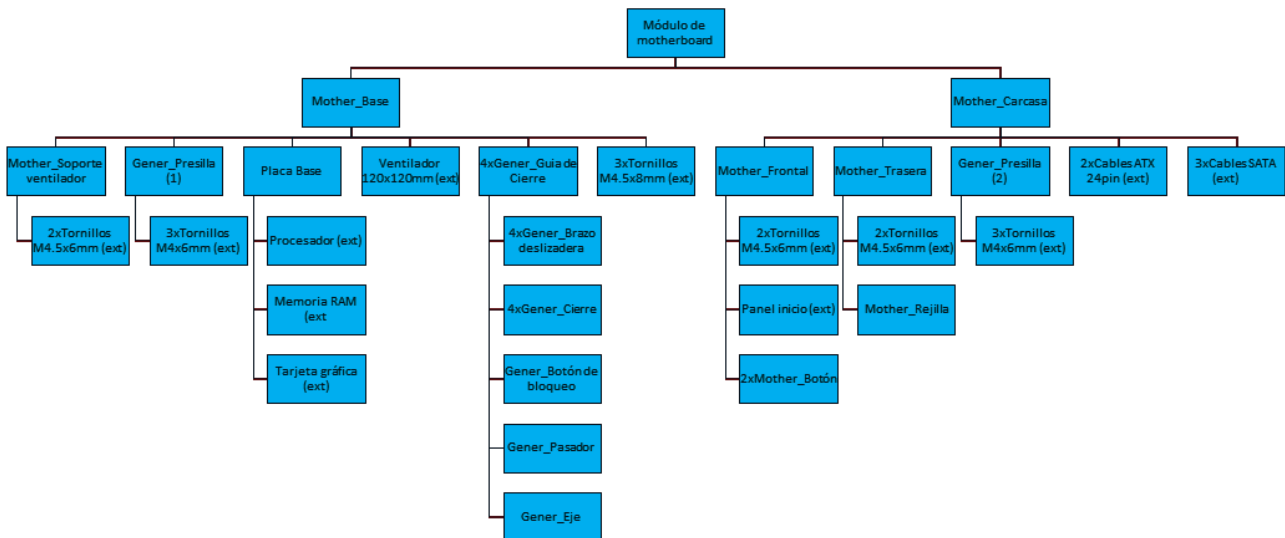 Módulo de
motherboard
Mother_Base
Mother_Carcasa
Mother_Soporte
ventilador
Gener_Presilla
(1)
Placa Base
Ventilador
120x120mm (ext)
4xGener_Guia de
Cierre
3xTornillos
M4.5x8mm (ext)
Mother_Frontal
Mother_Trasera
Gener_Presilla
(2)
2xCables ATX
24pin (ext)
3xCables SATA
(ext)
2xTornillos
M4.5x6mm (ext)
3xTornillos
M4x6mm (ext)
Procesador (ext)
4xGener_Brazo
deslizadera
2xTornillos
M4.5x6mm (ext)
2xTornillos
M4.5x6mm (ext)
3xTornillos
M4x6mm (ext)
Memoria RAM
(ext
4xGener_Cierre
Panel inicio (ext)
Mother_Rejilla
Tarjeta gráfica
(ext)
Gener_Botón de
bloqueo
2xMother_Botón
Gener_Pasador
Gener_Eje